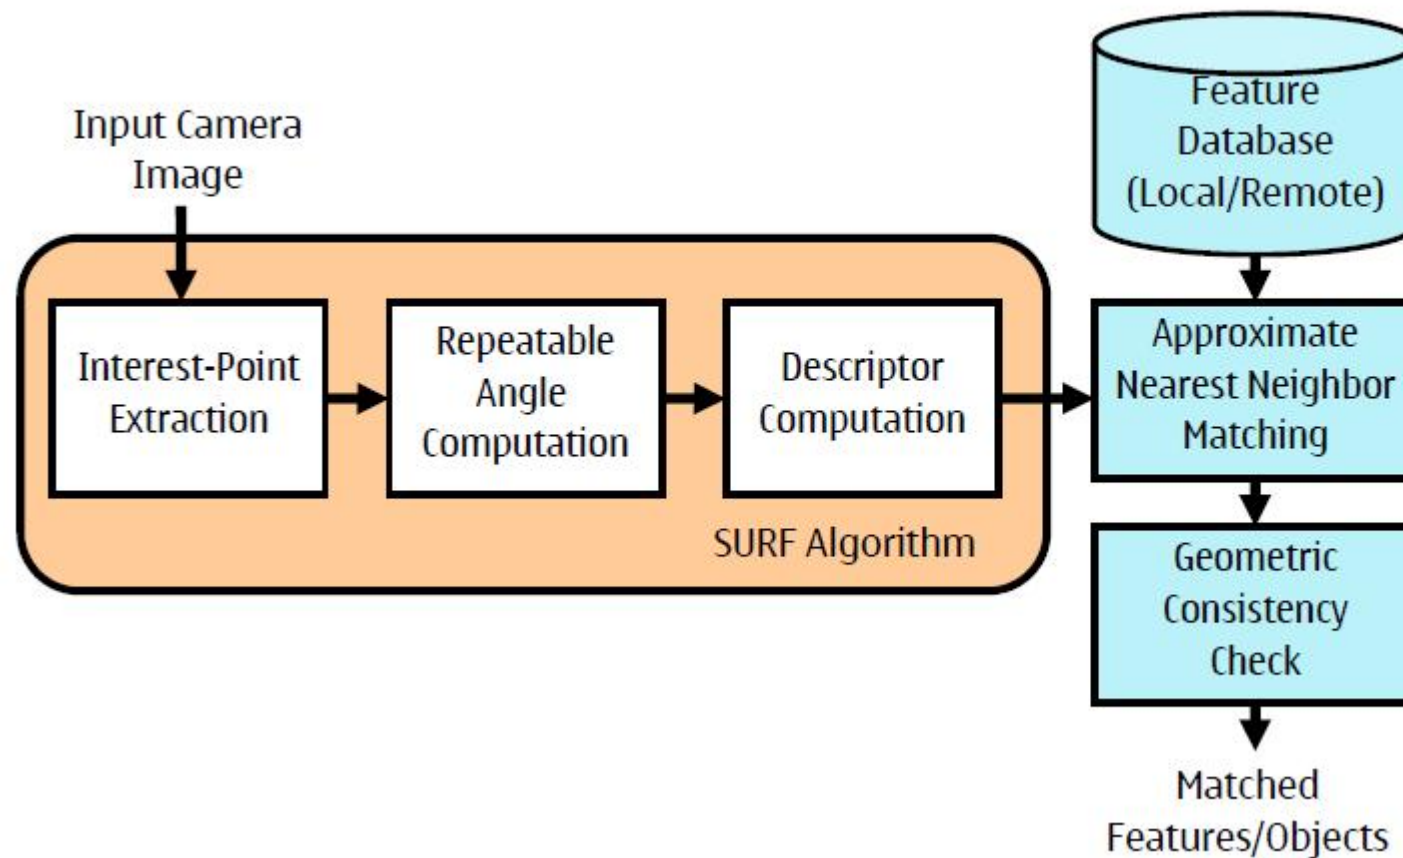 Input Camera
Image
Interest-Point
Extraction
Repeatable
Angle
Computation
Descriptor
Computation
SURF Algorithm
Feature
Database
(Local/Remote)
Approximate
Nearest Neighbor
Matching
Geometric
Consistency
Check
Matched
Features/Objects